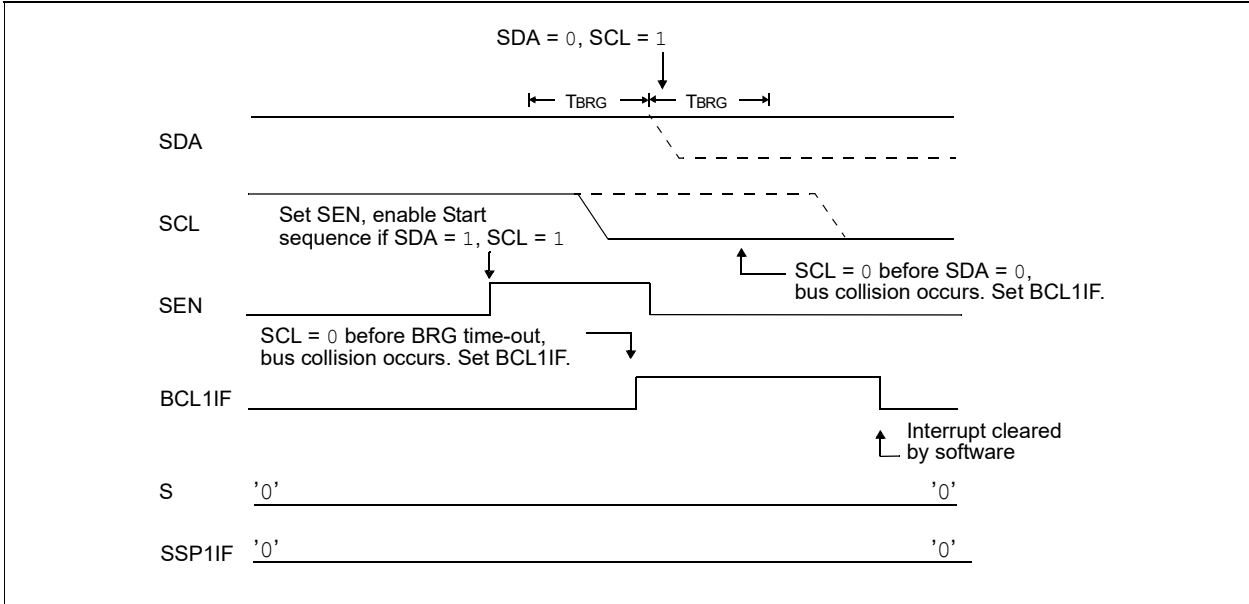 SDA = 0, SCL = 1
TBRG TBRG
SDA
SCL
Set SEN, enable Start
sequence if SDA = 1, SCL = 1
SCL = 0 before SDA = 0,
bus collision occurs. Set BCL1IF.
SEN
SCL = 0 before BRG time-out,
bus collision occurs. Set BCL1IF.
BCL1IF
Interrupt cleared
by software
S ’0’ ’0’
SSP1IF ’0’ ’0’